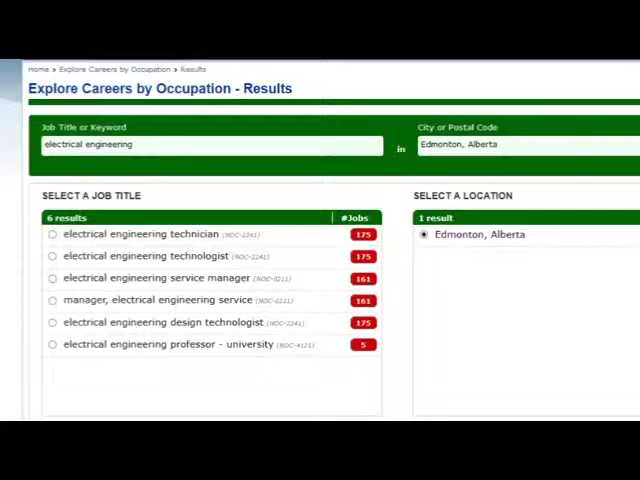 Home > Explore Careers by Occupation > Results
Explore Careers by Occupation - Results
Job Title or Keyword
City or Postal Code
electrical engineering
in
Edmonton, Alberta
SELECT A JOB TITLE
SELECT A LOCATION
6 results
#Jobs
1 result
electrical engineering technician (NOC-2241) 175
Edmonton, Alberta
electrical engineering technologist (NOC-2241) 175
electrical engineering service manager (NOC-0211) 161
manager, electrical engineering service (NOC-0211) 161
electrical engineering design technologist (NOC-2241) 175
electrical engineering professor - university (NOC-4121) 5